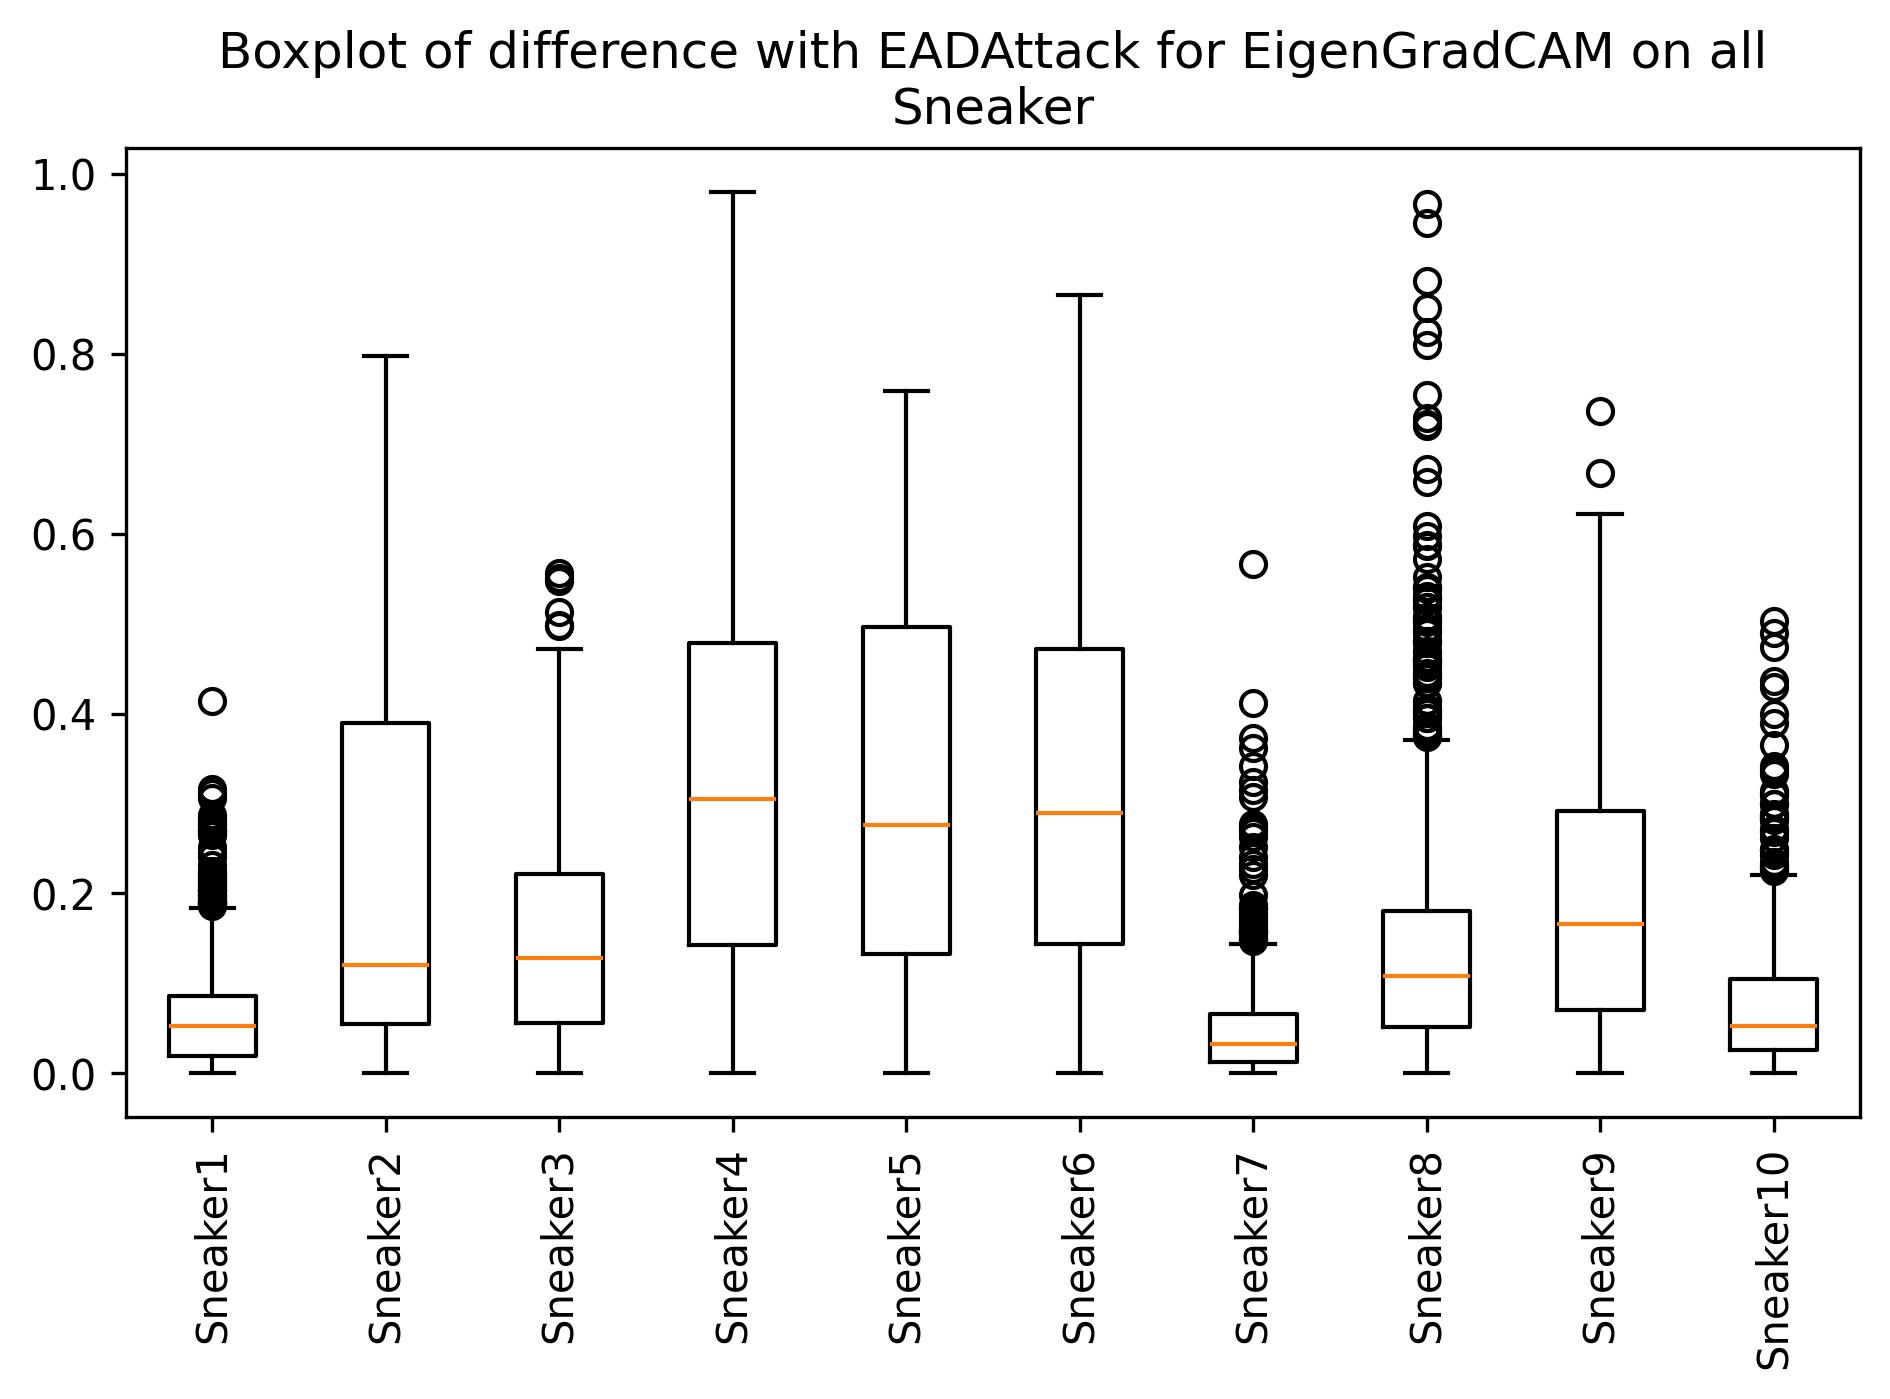 Boxplot of difference with EADAttack for EigenGradCAM on all
Sneaker
1.0
0.8
0.6
0.4
0.2
0.0
Sneaker1
Sneaker2
Sneaker3
Sneaker4
Sneaker5
Sneaker6
Sneaker7
Sneaker8
Sneaker9
Sneaker10